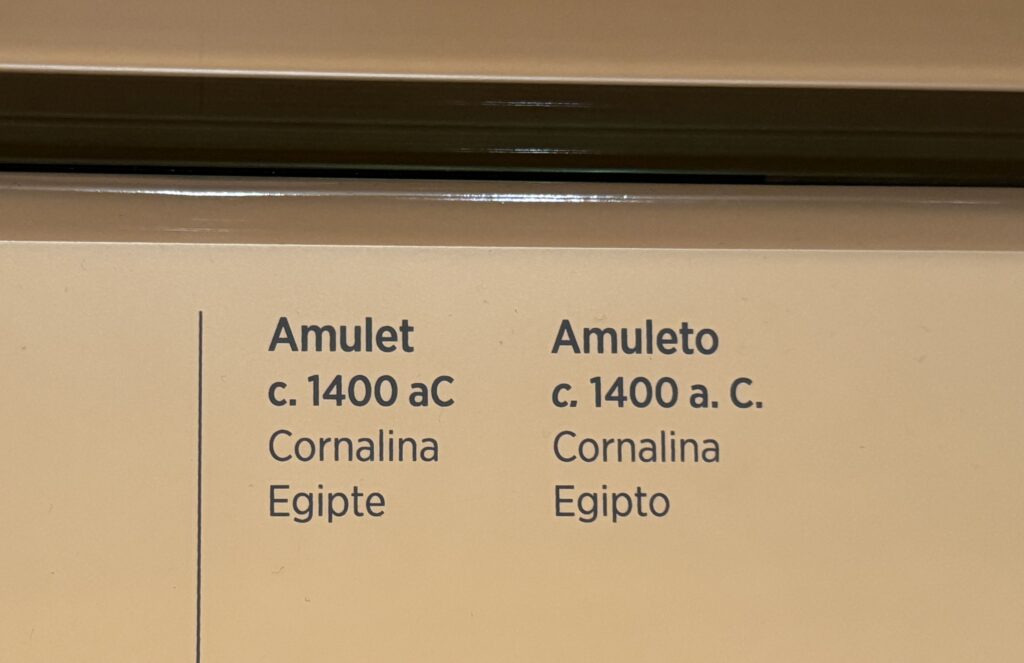 Amulet
c. 1400 aC
Cornalina
Egipte
Amuleto
c. 1400 a. C.
Cornalina
Egipto